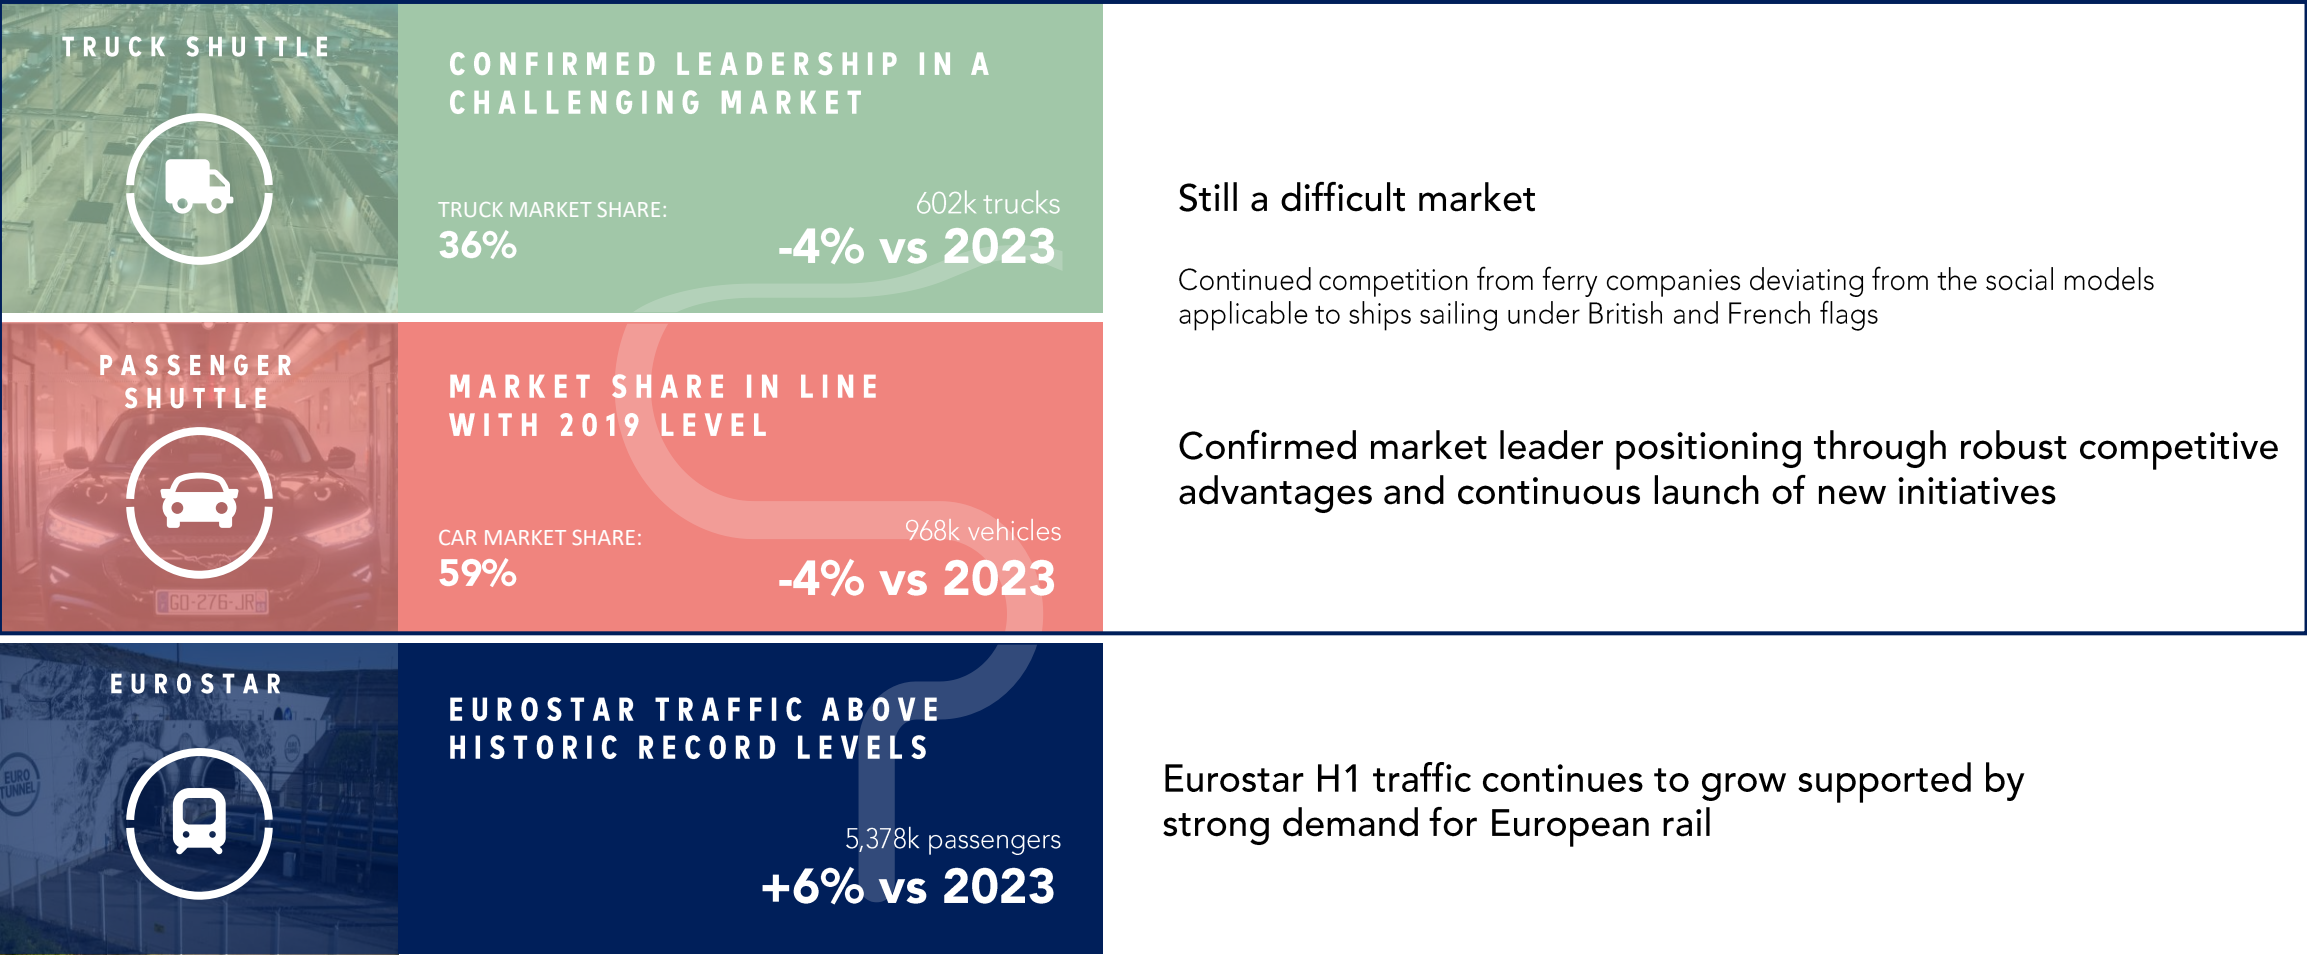 TRUCK SHUTTLE
CONFIRMED LEADERSHIP IN A
CHALLENGING MARKET
TRUCK MARKET SHARE:
36%
602k trucks
-4% vs 2023
Still a difficult market
Continued competition from ferry companies deviating from the social models
applicable to ships sailing under British and French flags
PASSENGER
SHUTTLE
GD-276-JR
MARKET SHARE IN LINE
WITH 2019 LEVEL
CAR MARKET SHARE:
59%
968k vehicles
-4% vs 2023
Confirmed market leader positioning through robust competitive
advantages and continuous launch of new initiatives
EUROSTAR
EURO
TUNNEL
EUROSTAR TRAFFIC ABOVE
HISTORIC RECORD LEVELS
5,378k passengers
+6% vs 2023
Eurostar H1 traffic continues to grow supported by
strong demand for European rail